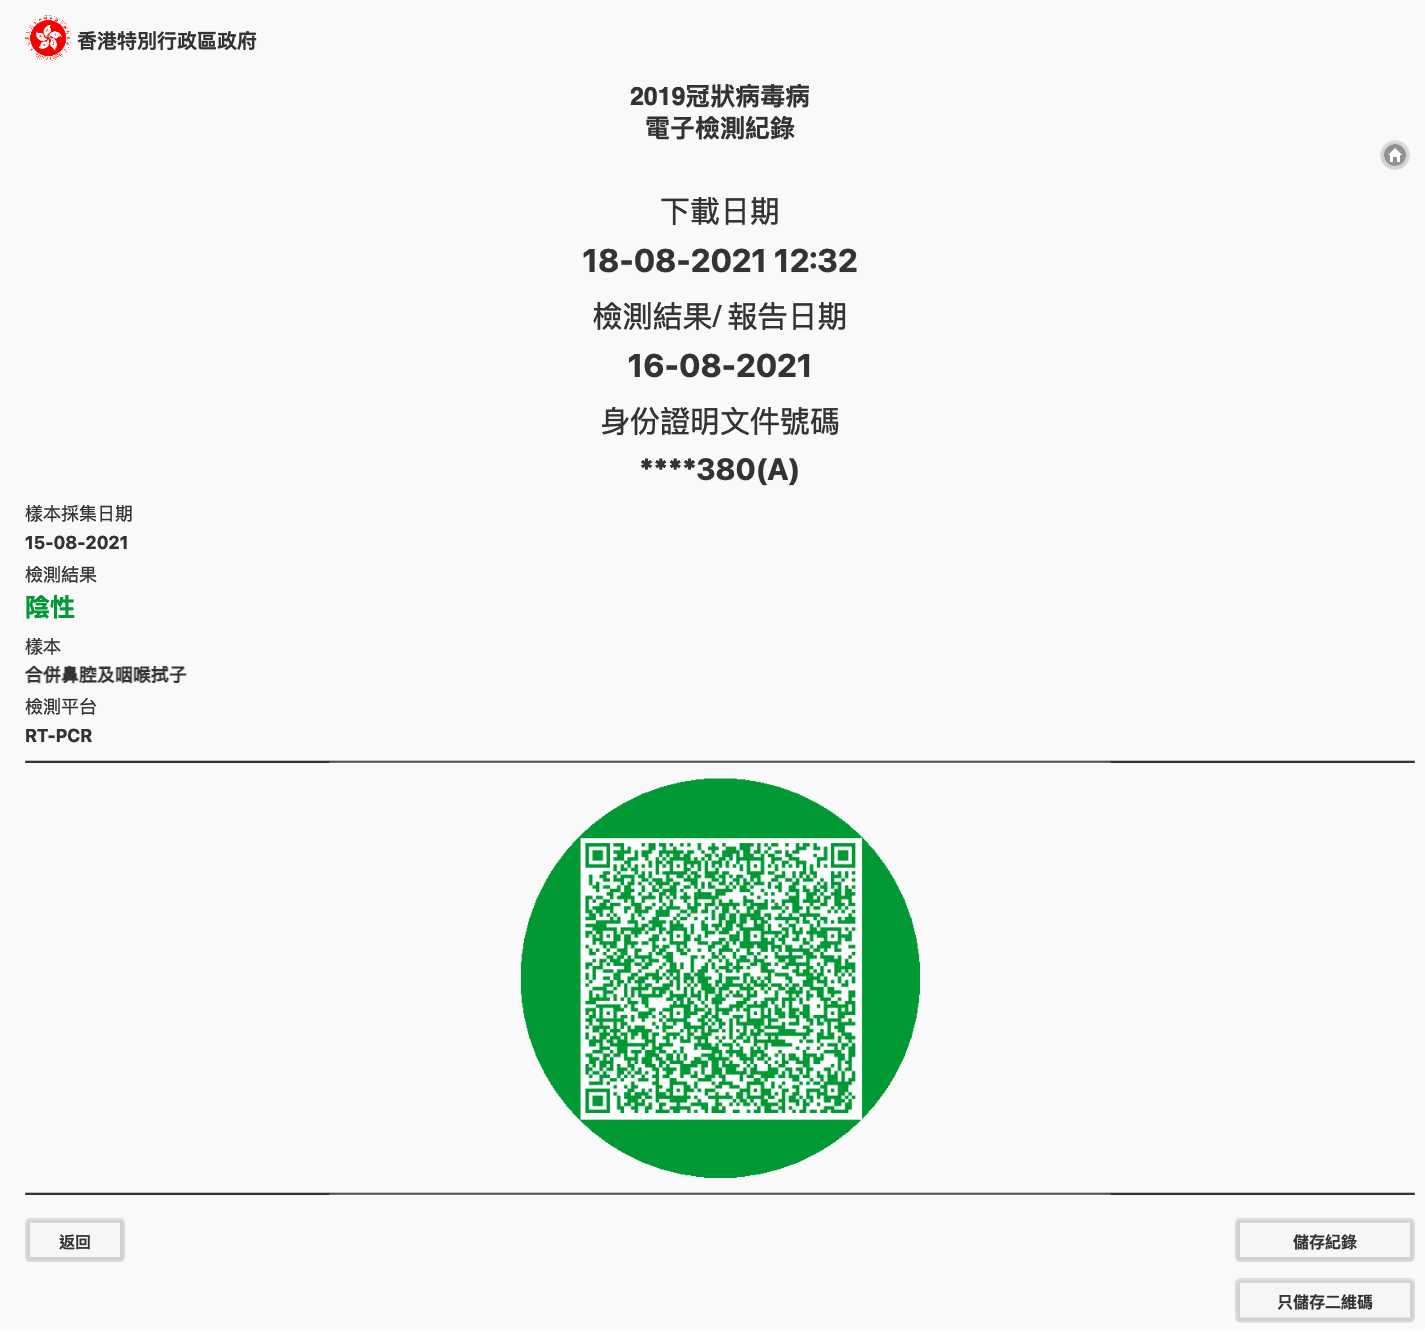 香港特別行政區政府
2019冠狀病毒病
電子檢測紀錄
下載日期
18-08-2021 12:32
檢測結果/ 報告日期
16-08-2021
身份證明文件號碼
****380(A)
樣本採集日期
15-08-2021
檢測結果
陰性
樣本
合併鼻腔及咽喉拭子
檢測平台
RT-PCR
返回
儲存紀錄
只儲存二維碼